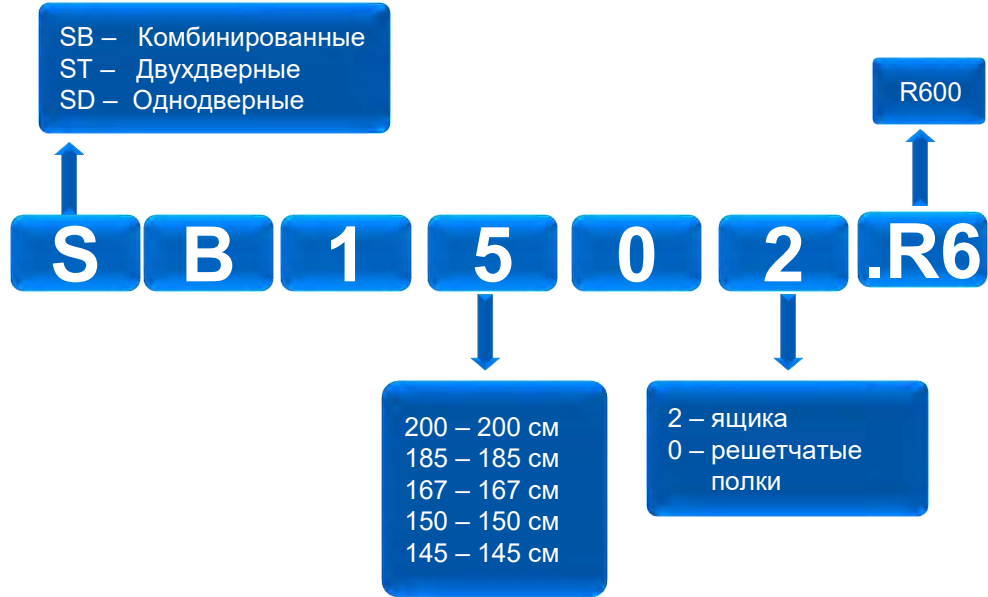 SB – Комбинированные
ST – Двухдверные
SD – Однодверные
R600
S B 1 5 0 2 .R6
200 – 200 см
185 – 185 см
167 – 167 см
150 – 150 см
145 – 145 см
2 – ящика
0 – решетчатые
полки